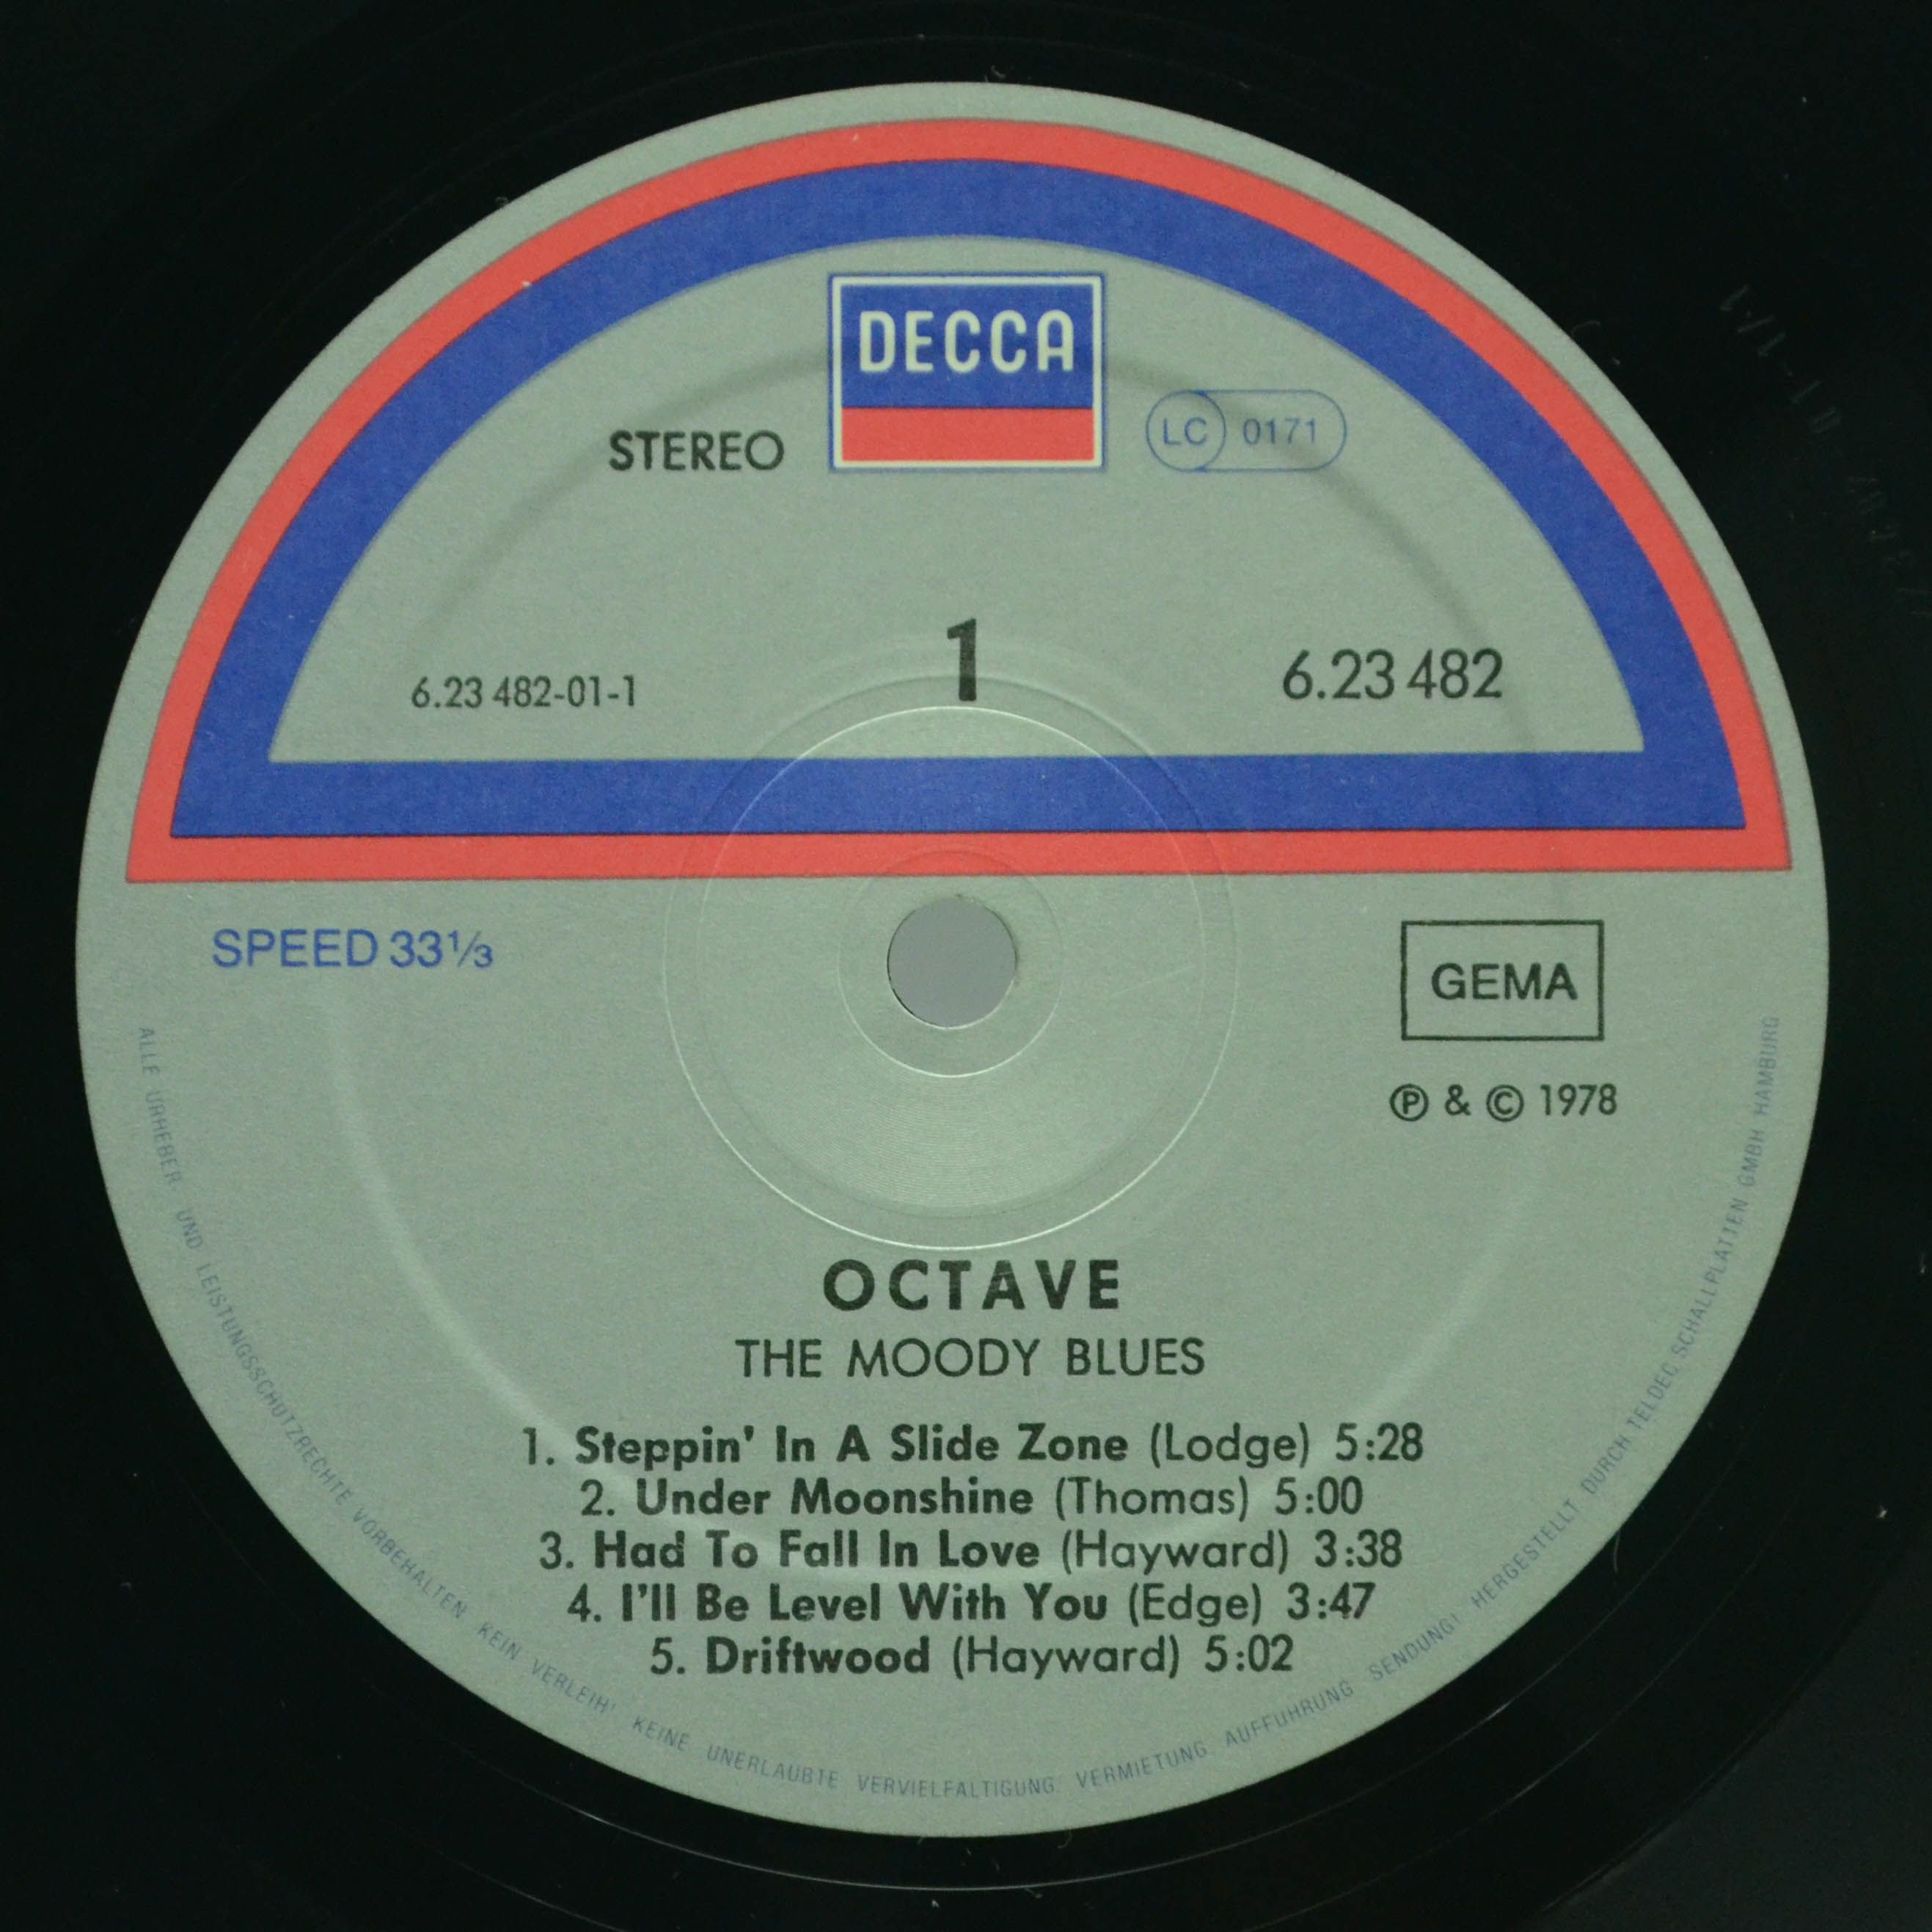 DECCA
STEREO
LC 0171
1
6.23 482-01-1
6.23 482
SPEED 33⅓
GEMA
℗ & © 1978
OCTAVE
THE MOODY BLUES
1. Steppin' In A Slide Zone (Lodge) 5:28
2. Under Moonshine (Thomas) 5:00
3. Had To Fall In Love (Hayward) 3:38
4. I'll Be Level With You (Edge) 3:47
5. Driftwood (Hayward) 5:02
ALLE URHEBER- UND LEISTUNGSSCHUTZRECHTE VORBEHALTEN KEIN VERLEIH! KEINE UNERLAUBTE VERVIELFALTIGUNG VERMIETUNG AUFFUHRUNG SENDUNG! HERGESTELLT DURCH TELDEC SCHALLPLATTEN GMBH HAMBURG